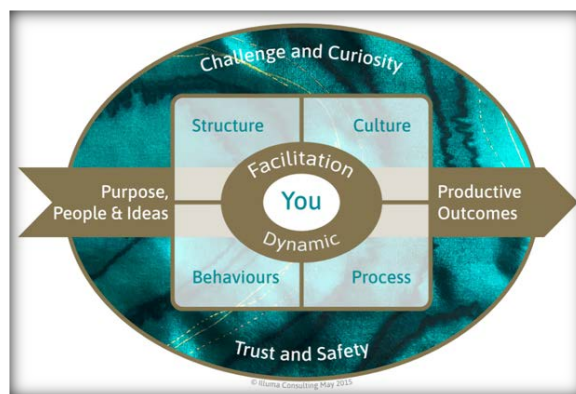 Challenge and Curiosity
Structure
Culture
Facilitation
Purpose,
People & Ideas
You
Productive
Outcomes
Dynamic
Behaviours
Process
Trust and Safety
© Illuma Consulting May 2015